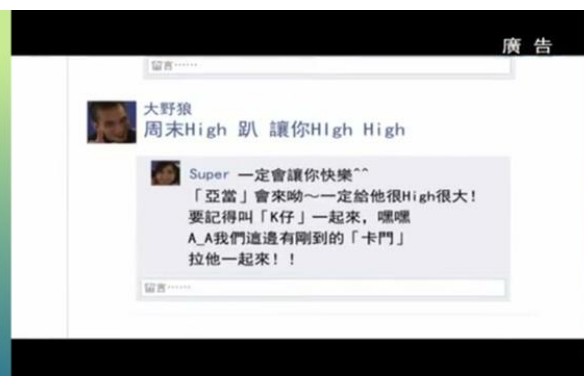 廣告
留言……
大野狼
周末High 趴 讓你HIgh High
Super 一定會讓你快樂^^
「亞當」會來呦～一定給他很High很大!
要記得叫「K仔」一起來, 嘿嘿
A_A我們這邊有剛到的「卡門」
拉他一起來!!
留言……